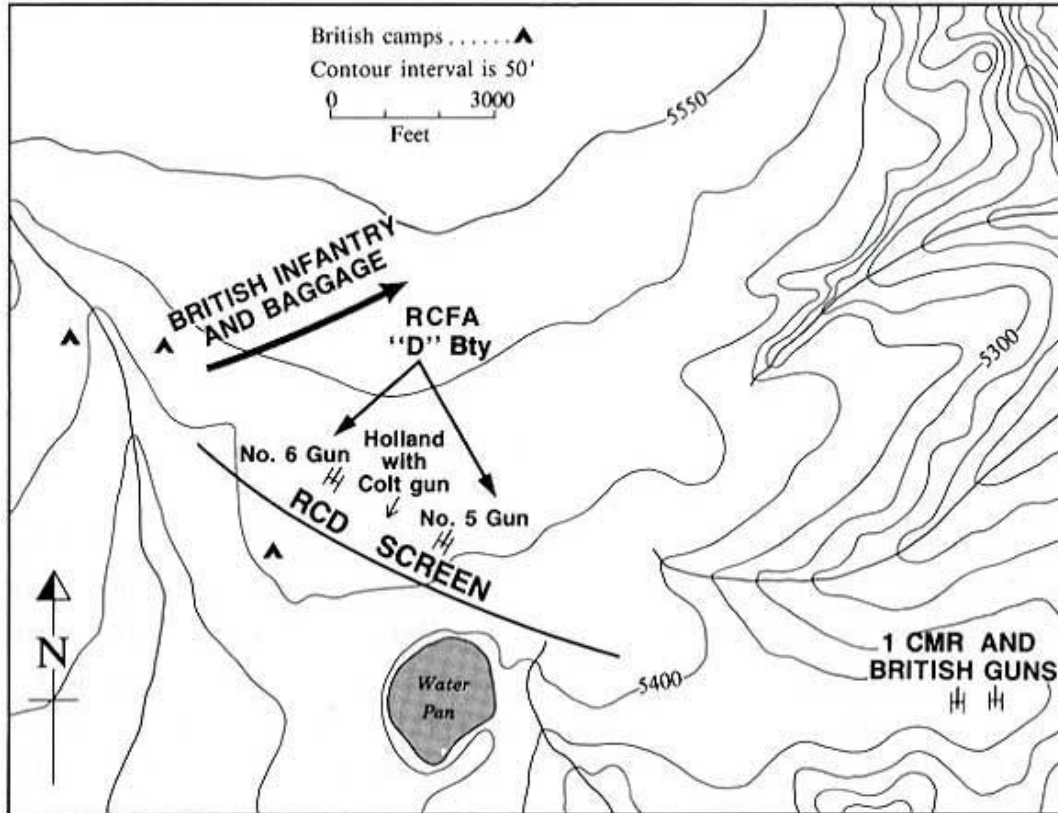 British camps ......
Contour interval is 50'
0 3000
Feet
5550
BRITISH INFANTRY
AND BAGGAGE
RCFA
"D" Bty
5300
No. 6 Gun
Holland
with
Colt gun
No. 5 Gun
RCD SCREEN
N
1 CMR AND
BRITISH GUNS
5400
Water
Pan